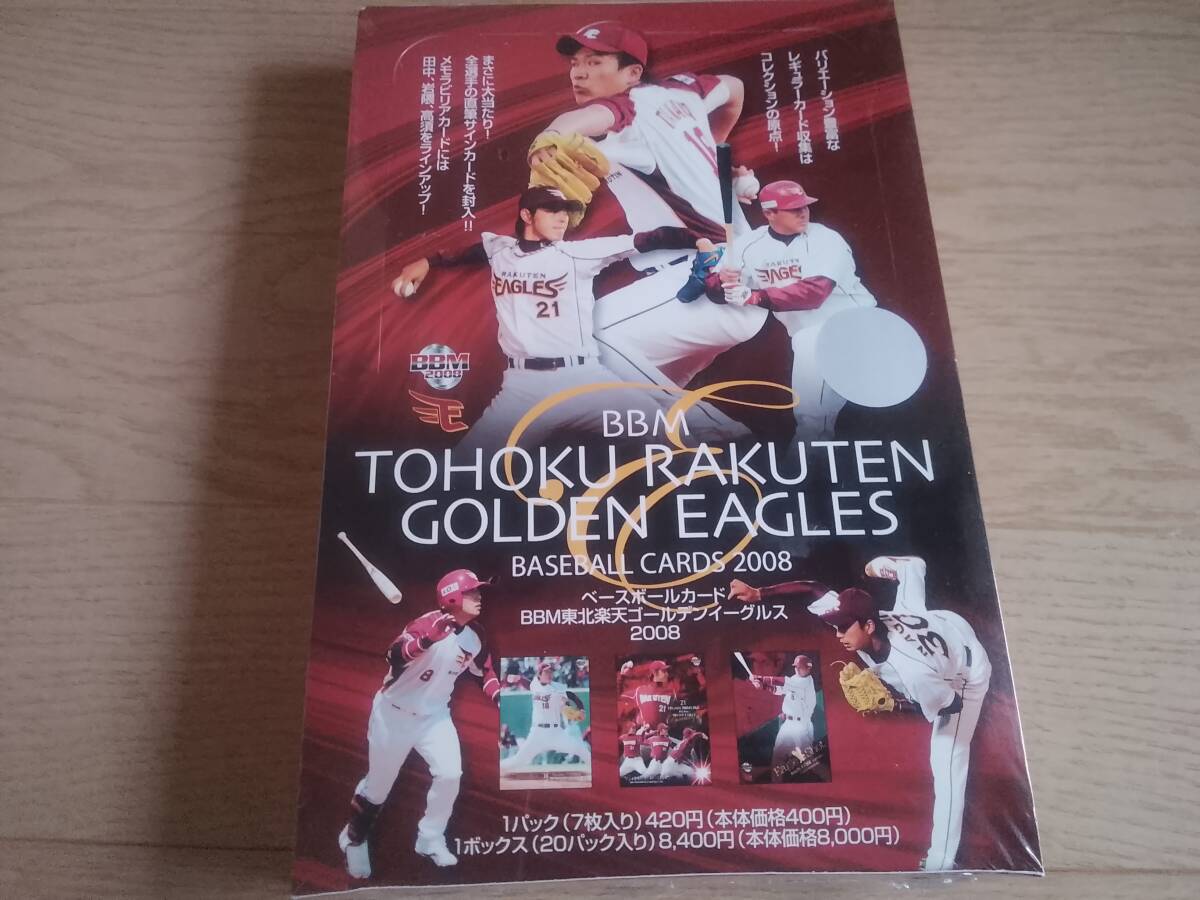 バリエーション豊富な
レギュラーカード収集は
コレクションの原点!
まさに大当たり!
全選手の直筆サインカードを封入!!
メモラビリアカードには
田中、岩隈、高須をラインアップ!
RAKUTEN
EAGLES
21
EAGLES
BBM
2008
BBM
TOHOKU RAKUTEN
GOLDEN EAGLES
BASEBALL CARDS 2008
ベースボールカード
BBM東北楽天ゴールデンイーグルス
2008
8
21
1パック(7枚入り)420円(本体価格400円)
1ボックス(20パック入り)8,400円(本体価格8,000円)